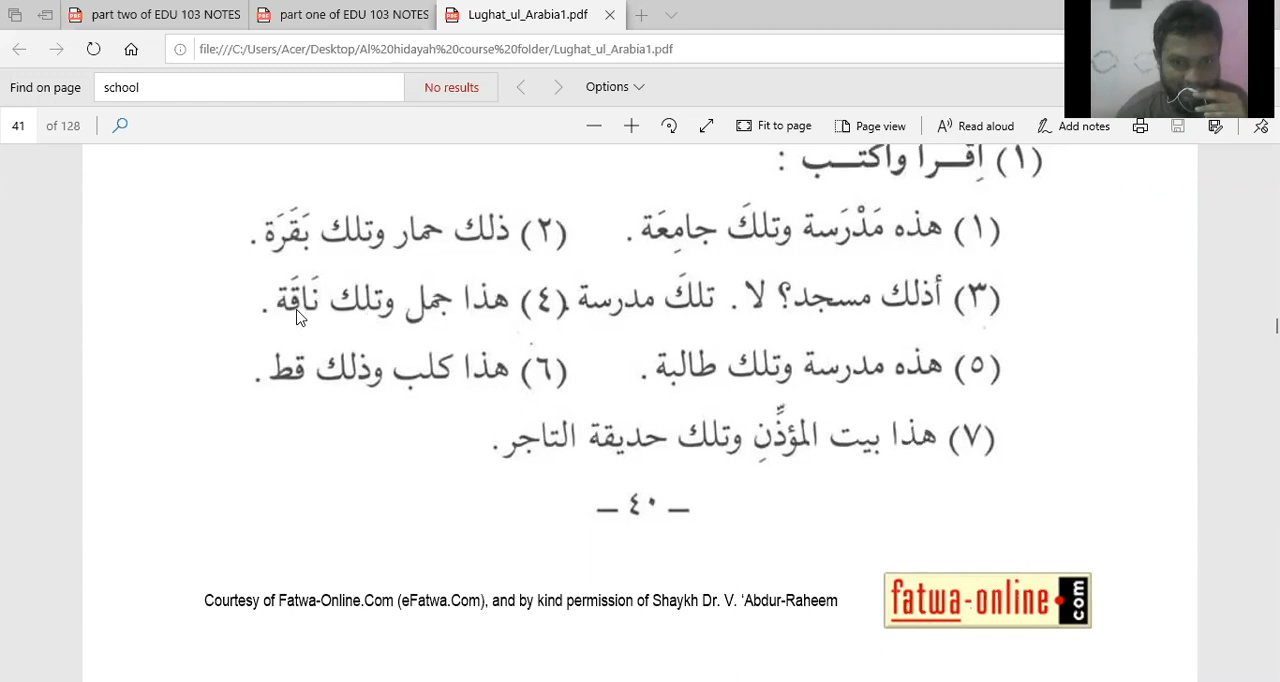 part two of EDU 103 NOTES
part one of EDU 103 NOTES
Lughat_ul_Arabia1.pdf
file:///C:/Users/Acer/Desktop/Al%20hidayah%20course%20folder/Lughat_ul_Arabia1.pdf
Find on page school No results Options
41 of 128 Fit to page Page view Read aloud Add notes
(١) اِقـــرأ واكتـــب :
(١) هذه مَدْرَسة وتلكَ جامِعَة . (٢) ذلك حمار وتلك بَقَرَة .
(٣) أذلك مسجد؟ لا . تلكَ مدرسة . (٤) هذا جمل وتلك نَاقَة .
(٥) هذه مدرسة وتلك طالبة . (٦) هذا كلب وذلك قط .
(٧) هذا بيت المؤذِّنِ وتلك حديقة التاجر .
– ٤٠ –
Courtesy of Fatwa-Online.Com (eFatwa.Com), and by kind permission of Shaykh Dr. V. ‘Abdur-Raheem
fatwa-online.com